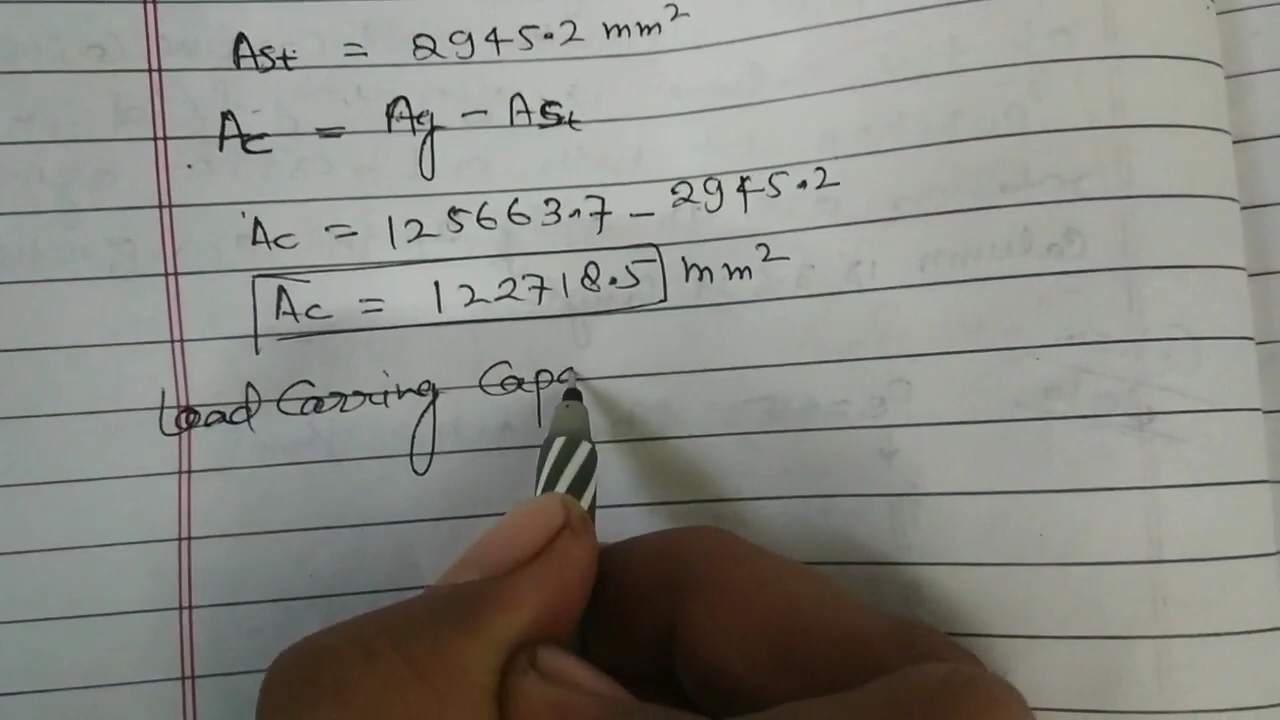 Ast = 2945.2 mm²
Ac = Ag - Ast
Ac = 125663.7 - 2945.2
Ac = 122718.5 mm²
Load Carring Capa